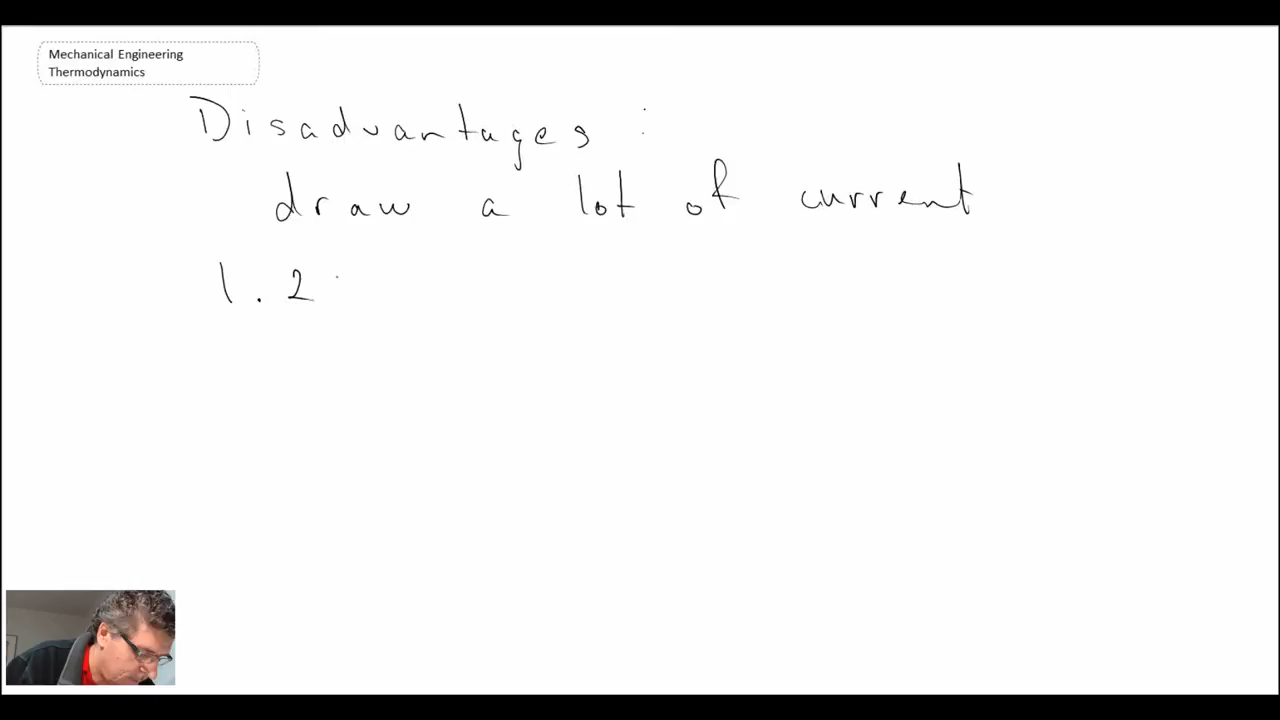 Mechanical Engineering
Thermodynamics
Disadvantages :
draw a lot of current
1. 2